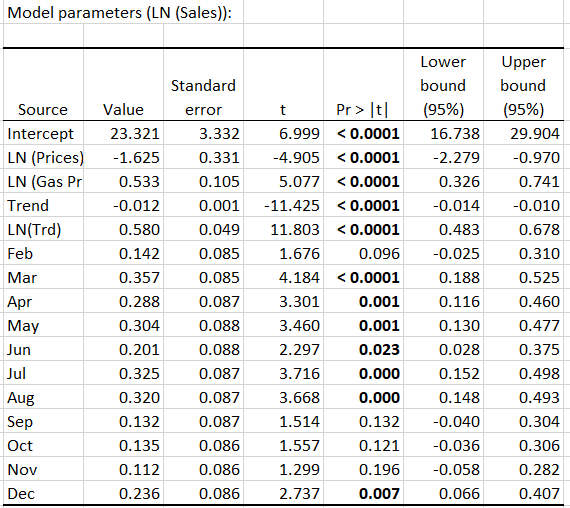 Model parameters (LN (Sales)):
Source Value Standard error t Pr > |t| Lower bound (95%) Upper bound (95%)
Intercept 23.321 3.332 6.999 < 0.0001 16.738 29.904
LN (Prices) -1.625 0.331 -4.905 < 0.0001 -2.279 -0.970
LN (Gas Pr 0.533 0.105 5.077 < 0.0001 0.326 0.741
Trend -0.012 0.001 -11.425 < 0.0001 -0.014 -0.010
LN(Trd) 0.580 0.049 11.803 < 0.0001 0.483 0.678
Feb 0.142 0.085 1.676 0.096 -0.025 0.310
Mar 0.357 0.085 4.184 < 0.0001 0.188 0.525
Apr 0.288 0.087 3.301 0.001 0.116 0.460
May 0.304 0.088 3.460 0.001 0.130 0.477
Jun 0.201 0.088 2.297 0.023 0.028 0.375
Jul 0.325 0.087 3.716 0.000 0.152 0.498
Aug 0.320 0.087 3.668 0.000 0.148 0.493
Sep 0.132 0.087 1.514 0.132 -0.040 0.304
Oct 0.135 0.086 1.557 0.121 -0.036 0.306
Nov 0.112 0.086 1.299 0.196 -0.058 0.282
Dec 0.236 0.086 2.737 0.007 0.066 0.407